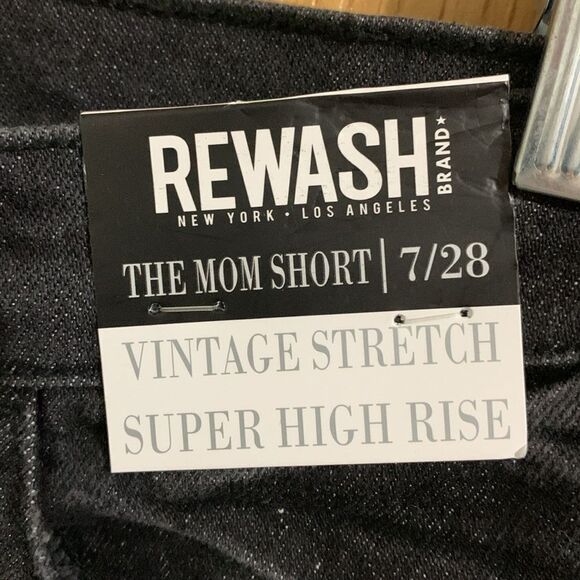 REWASH
BRAND★
NEW YORK • LOS ANGELES
THE MOM SHORT | 7/28
VINTAGE STRETCH
SUPER HIGH RISE